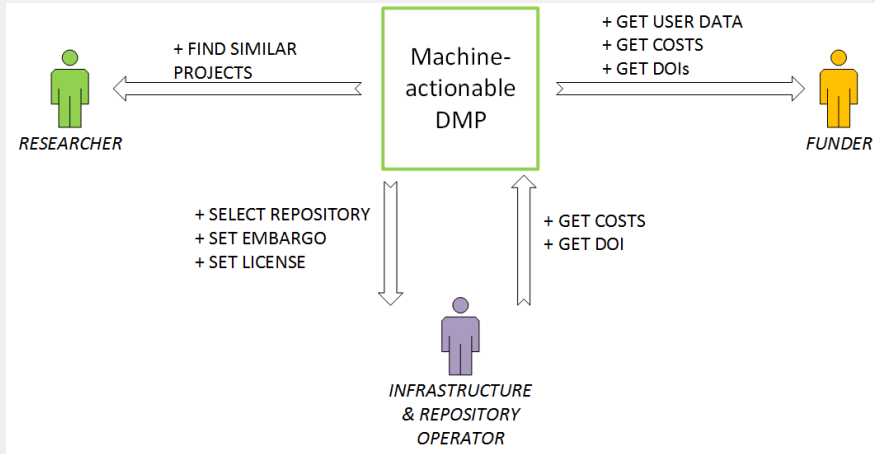 + FIND SIMILAR
PROJECTS
Machine-
actionable
DMP
+ GET USER DATA
+ GET COSTS
+ GET DOIs
RESEARCHER
FUNDER
+ SELECT REPOSITORY
+ SET EMBARGO
+ SET LICENSE
+ GET COSTS
+ GET DOI
INFRASTRUCTURE
& REPOSITORY
OPERATOR